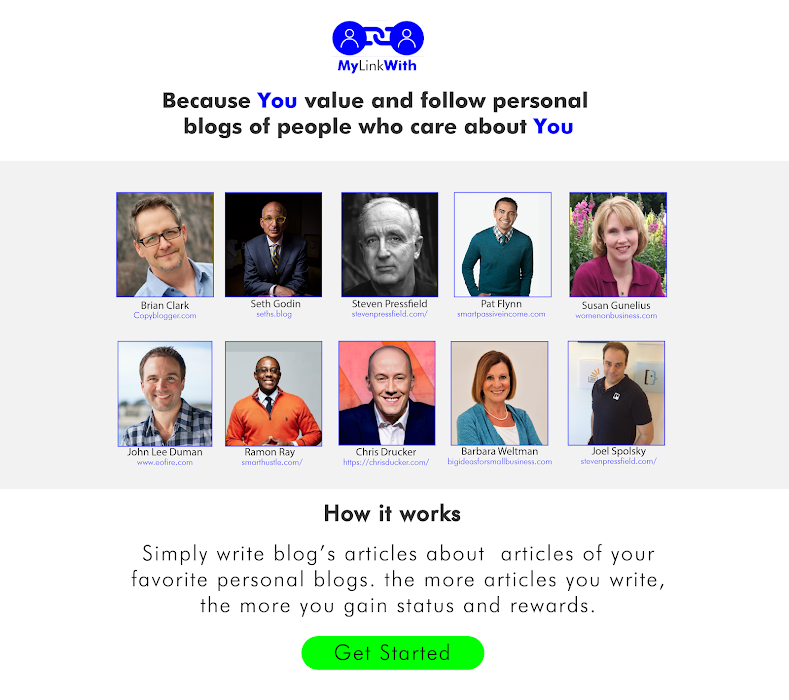 MyLinkWith
Because You value and follow personal
blogs of people who care about You
Brian Clark
Copyblogger.com
Seth Godin
seths.blog
Steven Pressfield
stevenpressfield.com/
Pat Flynn
smartpassiveincome.com
Susan Gunelius
womenonbusiness.com
John Lee Duman
www.eofire.com
Ramon Ray
smarthustle.com/
Chris Drucker
https://chrisducker.com/
Barbara Weltman
bigideasforsmallbusiness.com
Joel Spolsky
stevenpressfield.com/
How it works
Simply write blog's articles about articles of your
favorite personal blogs. the more articles you write,
the more you gain status and rewards.
Get Started